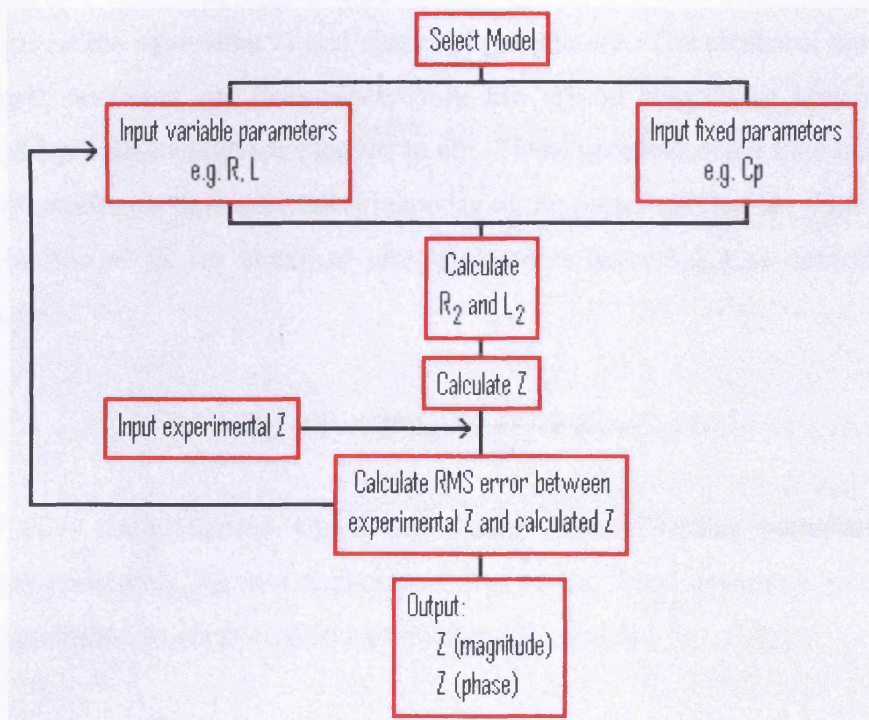 Select Model
Input variable parameters
e.g. R, L
Input fixed parameters
e.g. Cp
Calculate
R₂ and L₂
Calculate Z
Input experimental Z
Calculate RMS error between
experimental Z and calculated Z
Output:
Z (magnitude)
Z (phase)